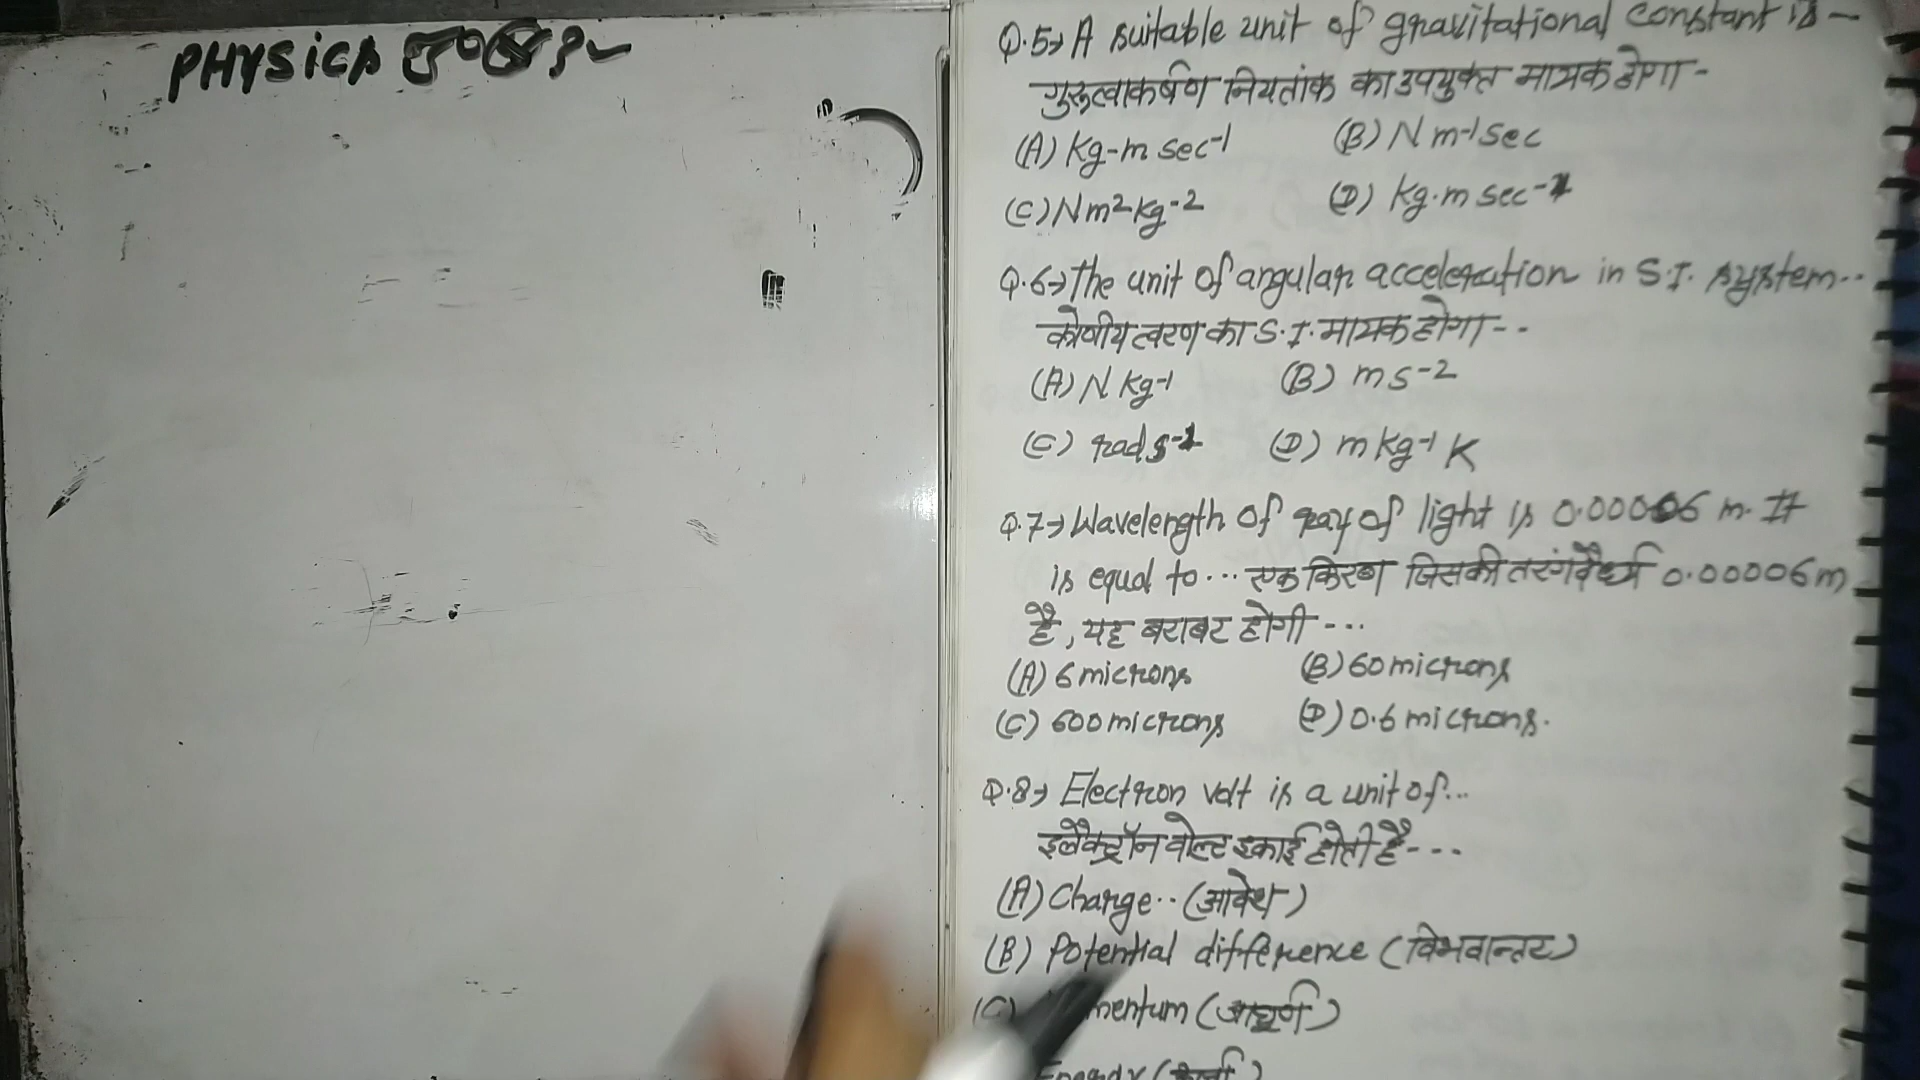 PHYSICS
Q.5→ A suitable unit of gravitational constant is -
गुरुत्वाकर्षण नियतांक का उपयुक्त मात्रक होगा -
(A) Kg-m sec-1 (B) N m-1 sec
(C) Nm2 kg-2 (D) kg.m sec-1
Q.6→ The unit of angular acceleration in S.I. system..
कोणीय त्वरण का S.I. मात्रक होगा - -
(A) N kg-1 (B) m s-2
(C) rad s-2 (D) m kg-1 K
Q.7→ Wavelength of ray of light is 0.00006 m. It
is equal to... एक किरण जिसकी तरंगदैर्ध्य 0.00006 m
है, यह बराबर होगी - ...
(A) 6 microns (B) 60 microns
(C) 600 microns (D) 0.6 microns.
Q.8→ Electron volt is a unit of...
इलैक्ट्रॉन वोल्ट इकाई होती है - - -
(A) Charge.. (आवेश)
(B) Potential difference (विभवान्तर)
(C) mentum (आघूर्ण)
Energy (ऊर्जा)